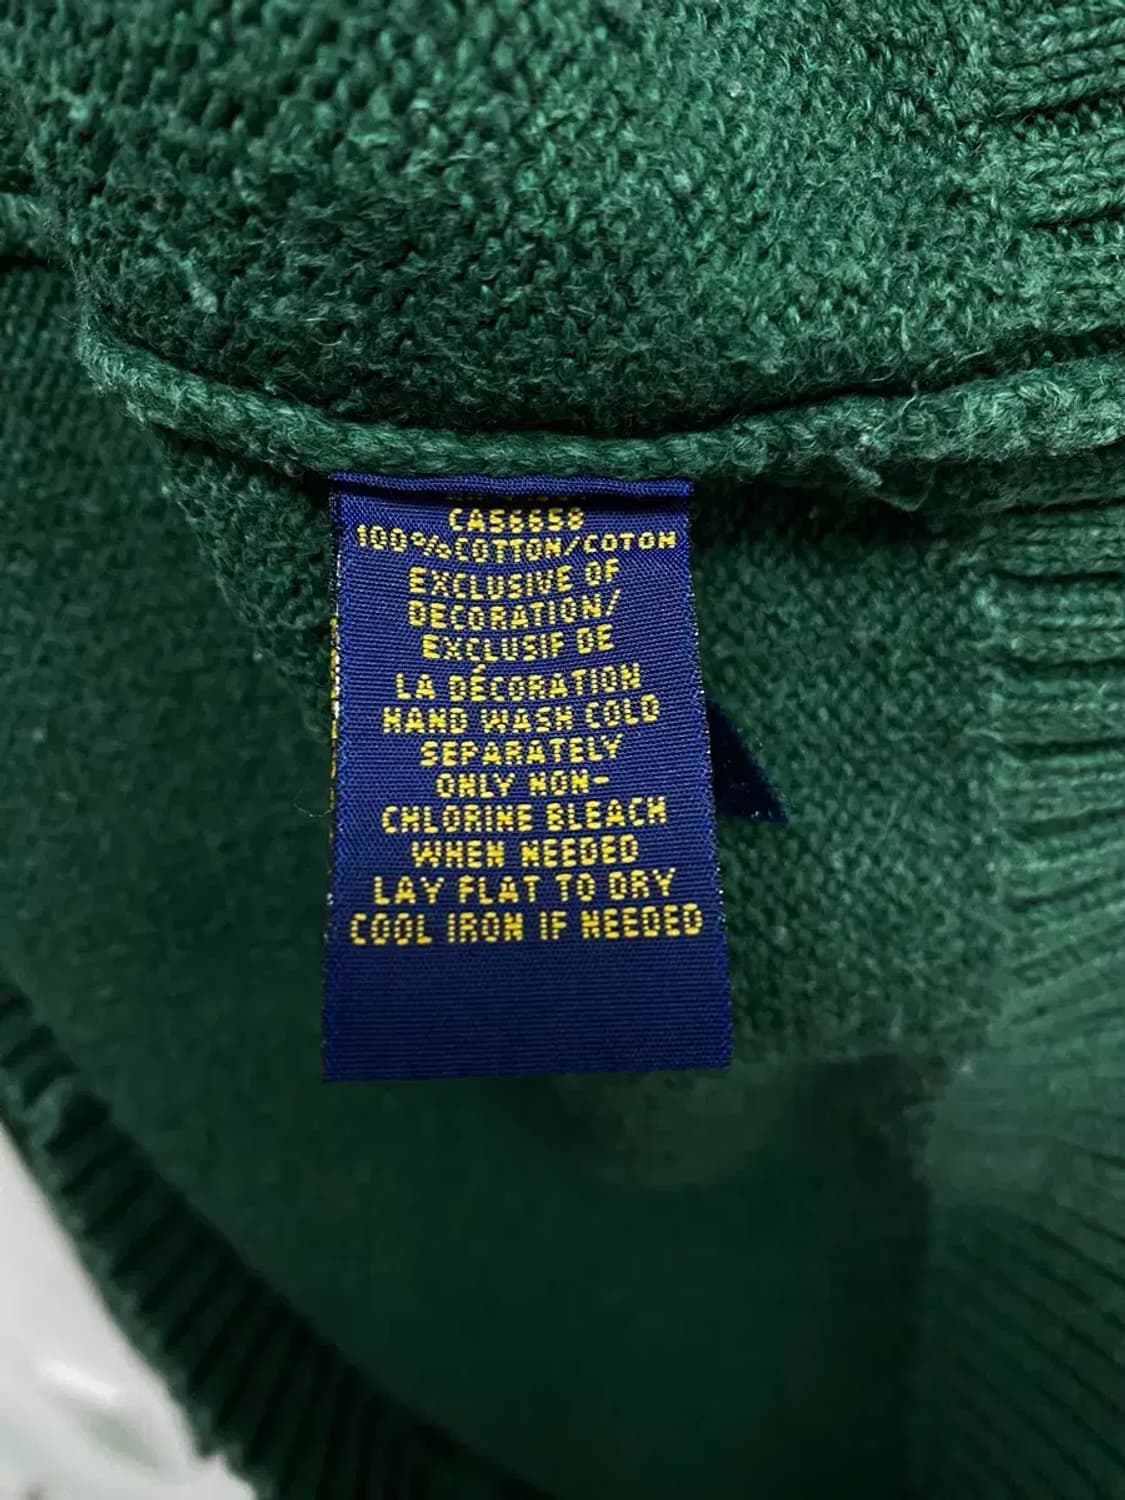 CA56658
100%COTTON/COTON
EXCLUSIVE OF
DECORATION/
EXCLUSIF DE
LA DÉCORATION
HAND WASH COLD
SEPARATELY
ONLY NON-
CHLORINE BLEACH
WHEN NEEDED
LAY FLAT TO DRY
COOL IRON IF NEEDED